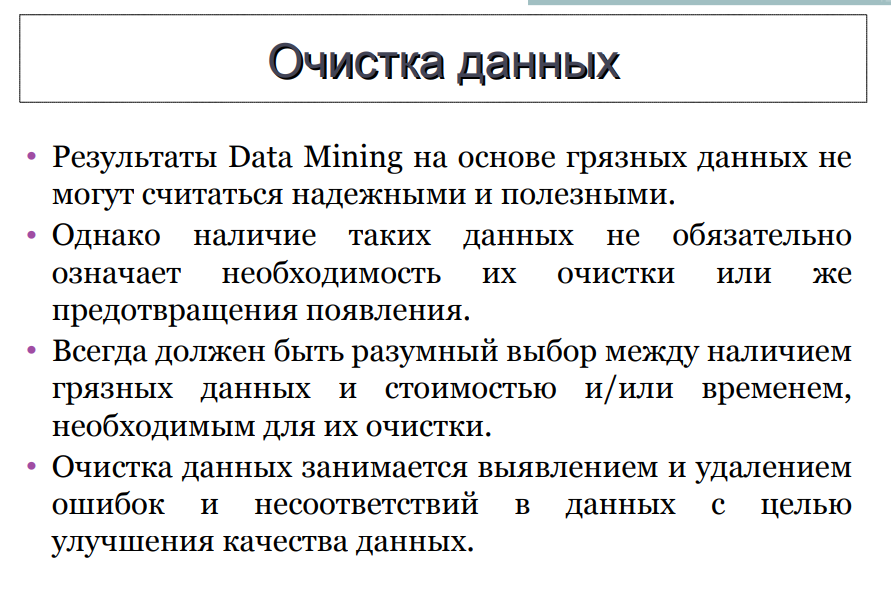 Очистка данных
• Результаты Data Mining на основе грязных данных не
могут считаться надежными и полезными.
• Однако наличие таких данных не обязательно
означает необходимость их очистки или же
предотвращения появления.
• Всегда должен быть разумный выбор между наличием
грязных данных и стоимостью и/или временем,
необходимым для их очистки.
• Очистка данных занимается выявлением и удалением
ошибок и несоответствий в данных с целью
улучшения качества данных.